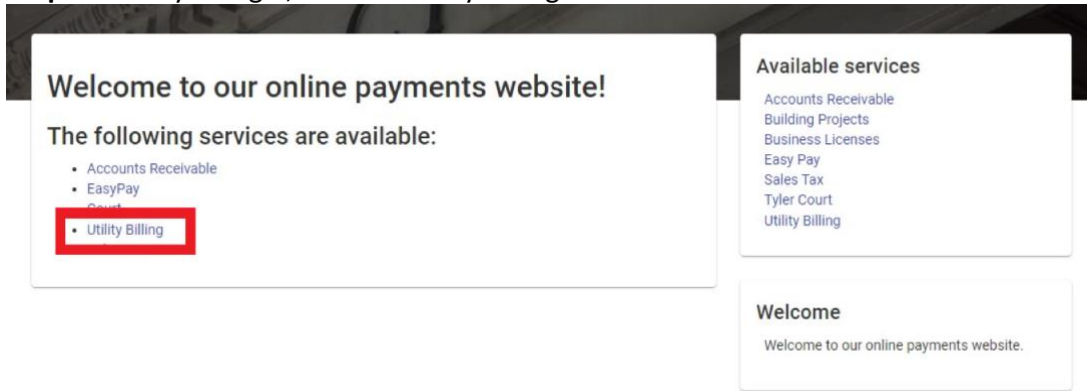 Welcome to our online payments website!
The following services are available:
• Accounts Receivable
• EasyPay
• Utility Billing
Available services
Accounts Receivable
Building Projects
Business Licenses
Easy Pay
Sales Tax
Tyler Court
Utility Billing
Welcome
Welcome to our online payments website.